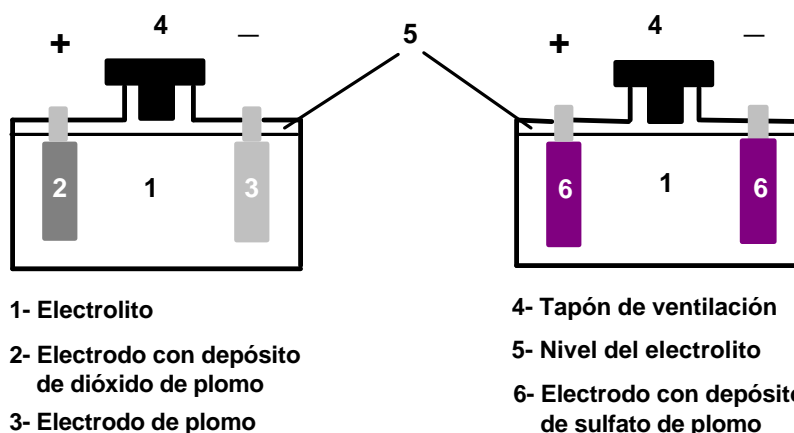 4
+
–
5
4
+
–
2
1
3
6
1
6
1- Electrolito
2- Electrodo con depósito
de dióxido de plomo
3- Electrodo de plomo
4- Tapón de ventilación
5- Nivel del electrolito
6- Electrodo con depósito
de sulfato de plomo